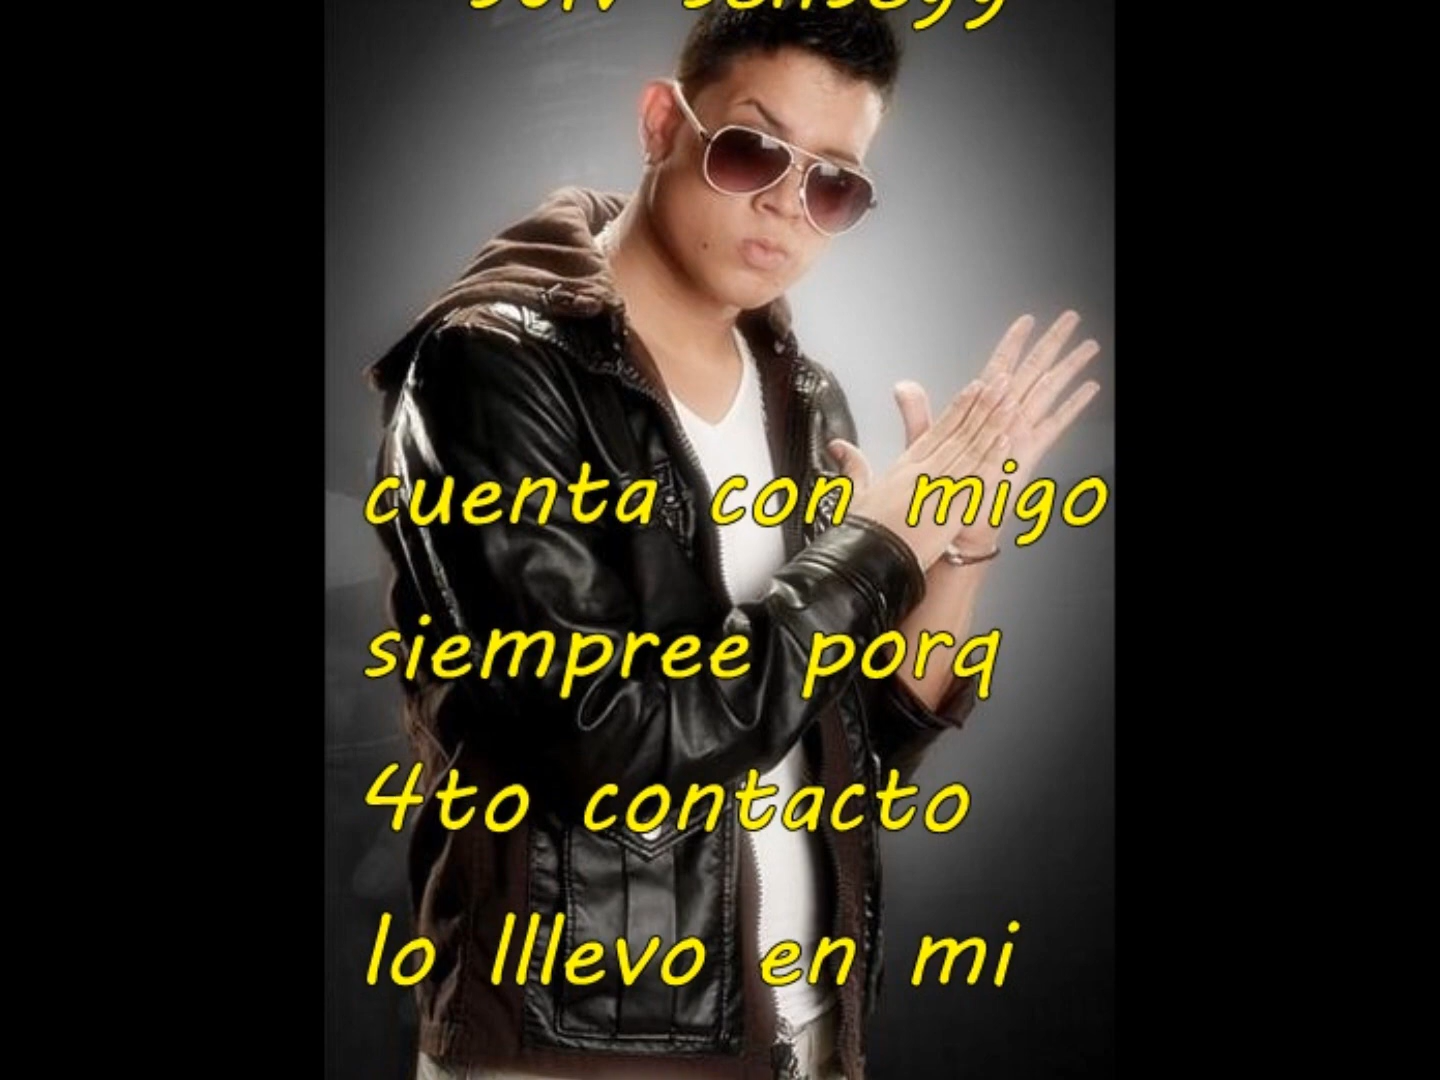 cuenta con migo
siempree porq
4to contacto
lo lllevo en mi